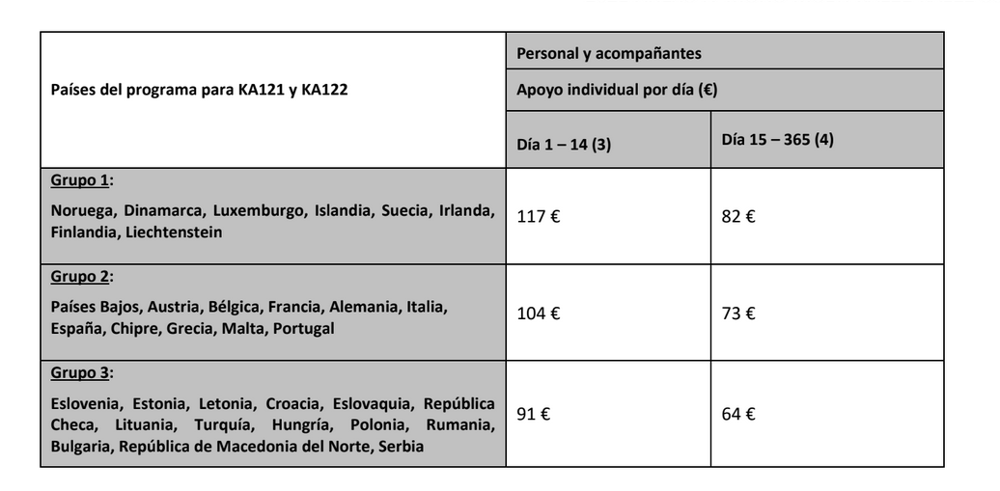 Países del programa para KA121 y KA122
Personal y acompañantes
Apoyo individual por día (€)
Día 1 – 14 (3)
Día 15 – 365 (4)
Grupo 1:
Noruega, Dinamarca, Luxemburgo, Islandia, Suecia, Irlanda,
Finlandia, Liechtenstein
117 €
82 €
Grupo 2:
Países Bajos, Austria, Bélgica, Francia, Alemania, Italia,
España, Chipre, Grecia, Malta, Portugal
104 €
73 €
Grupo 3:
Eslovenia, Estonia, Letonia, Croacia, Eslovaquia, República
Checa, Lituania, Turquía, Hungría, Polonia, Rumania,
Bulgaria, República de Macedonia del Norte, Serbia
91 €
64 €